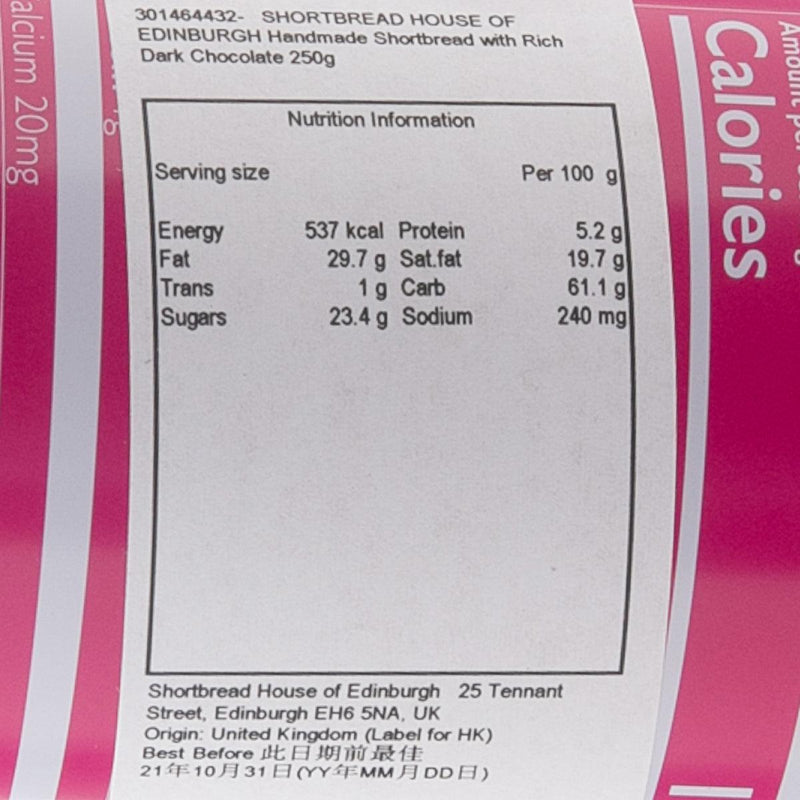 301464432- SHORTBREAD HOUSE OF
EDINBURGH Handmade Shortbread with Rich
Dark Chocolate 250g
Nutrition Information
Serving size Per 100 g
Energy 537 kcal Protein 5.2 g
Fat 29.7 g Sat.fat 19.7 g
Trans 1 g Carb 61.1 g
Sugars 23.4 g Sodium 240 mg
Shortbread House of Edinburgh 25 Tennant
Street, Edinburgh EH6 5NA, UK
Origin: United Kingdom (Label for HK)
Best Before 此日期前最佳
21年10月31日(YY年MM月DD日)
alcium 20mg
Amount per
Calories